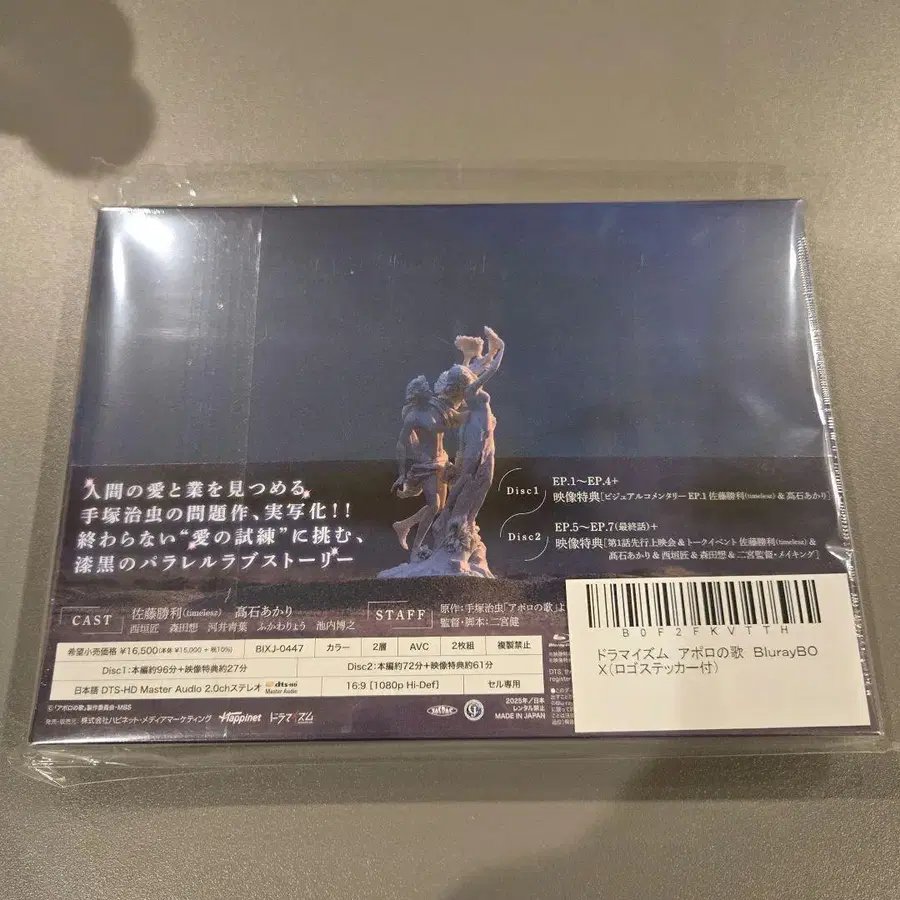 人間の愛と業を見つめる
手塚治虫の問題作、実写化!!
終わらない“愛の試練”に挑む、
漆黒のパラレルラブストーリー
Disc1
EP.1～EP.4+
映像特典[ビジュアルコメンタリー EP.1 佐藤勝利(timelesz) & 髙石あかり]
Disc2
EP.5～EP.7(最終話)+
映像特典[第1話先行上映会 & トークイベント 佐藤勝利(timelesz) &
髙石あかり & 西垣匠 & 森田想 & 二宮監督・メイキング]
CAST
佐藤勝利(timelesz) 髙石あかり
西垣匠 森田想 河井青葉 ふかわりょう 池内博之
STAFF
原作:手塚治虫「アポロの歌」よ
監督・脚本:二宮健
希望小売価格 ¥16,500(本体 ¥15,000 + 税10%) BIXJ-0447 カラー 2層 AVC 2枚組 複製禁止
Disc1:本編約96分+映像特典約27分 Disc2:本編約72分+映像特典約61分
日本語 DTS-HD Master Audio 2.0chステレオ dts-HD Master Audio 16:9 [1080p Hi-Def] セル専用
©「アポロの歌」製作委員会・MBS
発売・販売元:株式会社ハピネット・メディアマーケティング Happinet ドラマイズム
2025年/日本
レンタル禁止
MADE IN JAPAN
B0F2FKVTTH
ドラマイズム アポロの歌 BlurayBO
X(ロゴステッカー付)